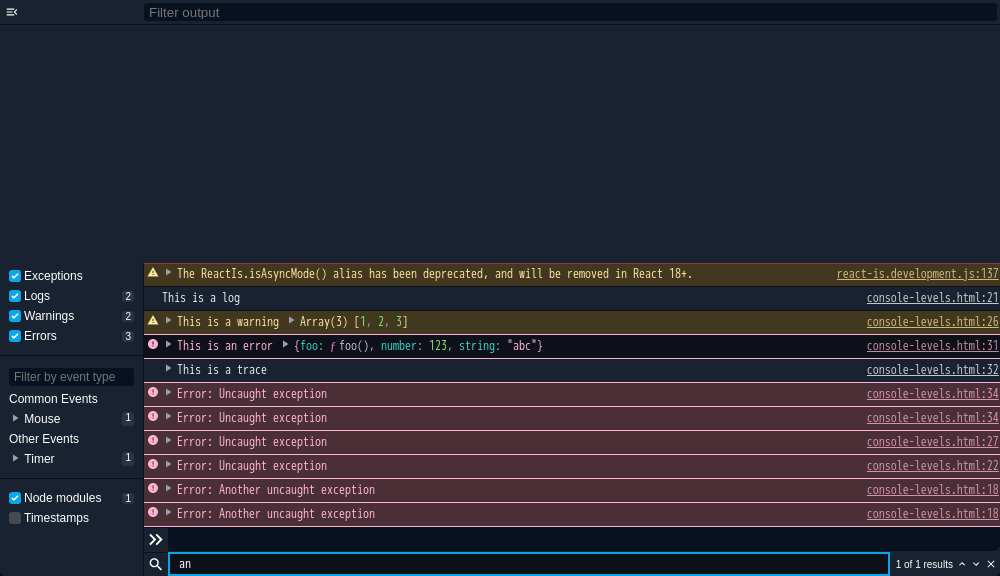 Filter output
Exceptions
Logs 2
Warnings 2
Errors 3
Filter by event type
Common Events
Mouse 1
Other Events
Timer 1
Node modules 1
Timestamps
The ReactIs.isAsyncMode() alias has been deprecated, and will be removed in React 18+. react-is.development.js:137
This is a log console-levels.html:21
This is a warning Array(3) [1, 2, 3] console-levels.html:26
This is an error {foo: ƒ foo(), number: 123, string: "abc"} console-levels.html:31
This is a trace console-levels.html:32
Error: Uncaught exception console-levels.html:34
Error: Uncaught exception console-levels.html:34
Error: Uncaught exception console-levels.html:27
Error: Uncaught exception console-levels.html:22
Error: Another uncaught exception console-levels.html:18
Error: Another uncaught exception console-levels.html:18
an 1 of 1 results